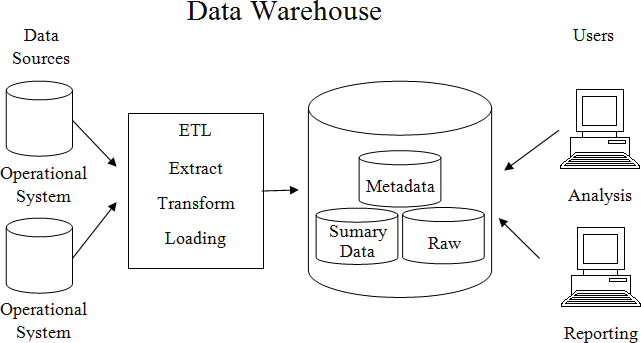 Data Warehouse
Data
Sources
Users
Operational
System
Operational
System
ETL
Extract
Transform
Loading
Metadata
Sumary
Data
Raw
Analysis
Reporting